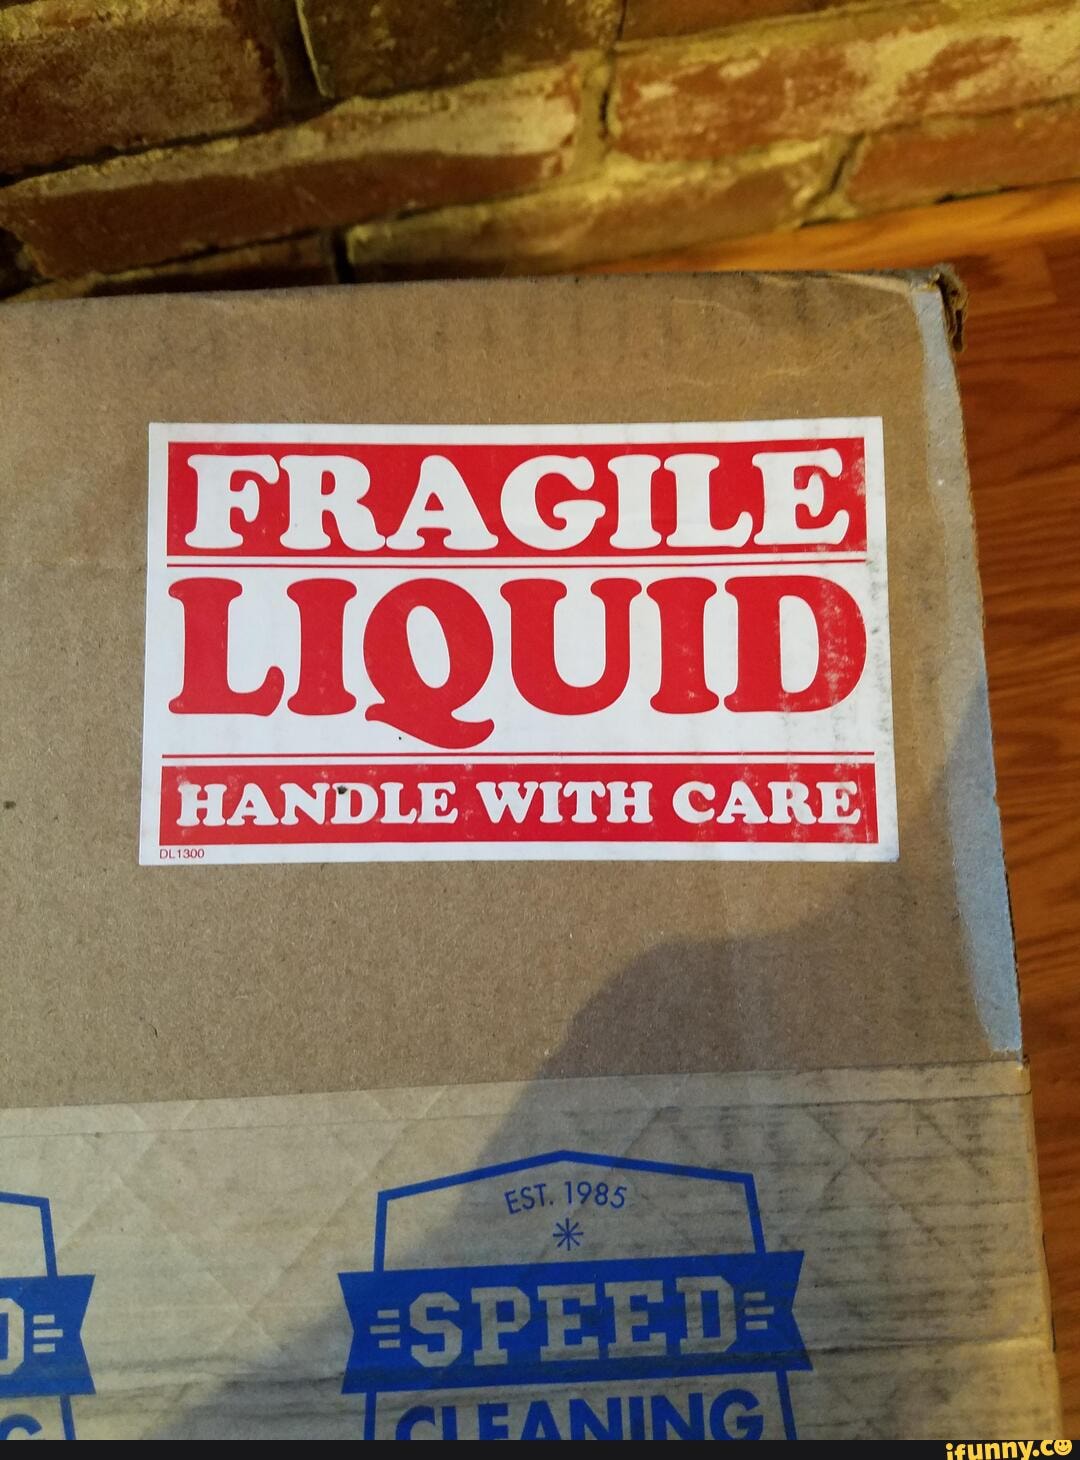 FRAGILE
LIQUID
HANDLE WITH CARE
DL1300
EST. 1985
SPEED
CLEANING
ifunny.co